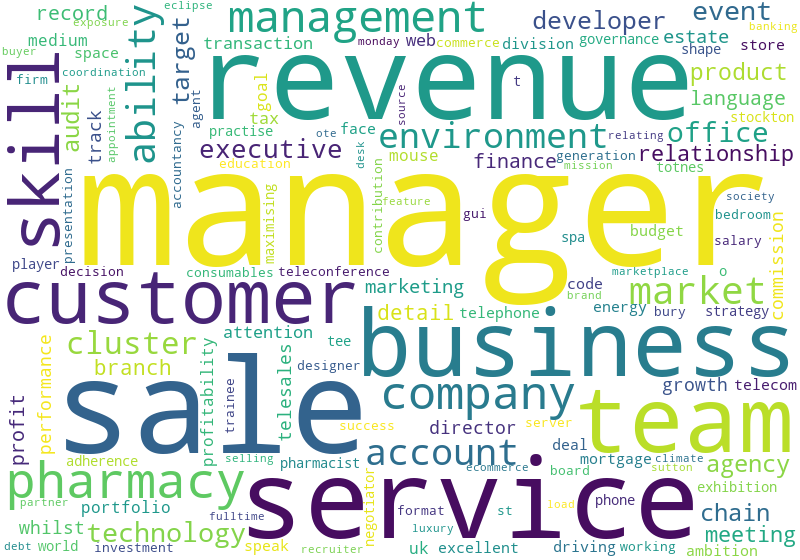 record
eclipse
exposure
management
developer
event
banking
buyer
medium
space
ability
target
transaction
monday
web
commerce
division
governance
estate
shape
store
firm
coordination
skill
audit
track
appointment
agent
goal
tax
revenue
source
t
product
language
stockton
practise
ote
face
environment
office
relating
accountancy
executive
education
desk
mouse
finance
generation
mission
relationship
totnes
presentation
manager
maximising
contribution
feature
gui
society
bedroom
player
decision
consumables
teleconference
spa
budget
salary
commission
customer
marketing
code
brand
marketplace
o
market
detail
telephone
energy
bury
strategy
cluster
attention
tee
business
branch
designer
growth
telecom
profit
performance
sale
profitability
trainee
telesales
company
team
success
director
server
deal
adherence
selling
pharmacist
account
ecommerce
board
mortgage
climate
sutton
agency
pharmacy
partner
portfolio
fulltime
service
negotiator
format
luxury
st
phone
load
exhibition
chain
whilst
technology
speak
meeting
debt
world
investment
recruiter
uk
excellent
driving
working
ambition